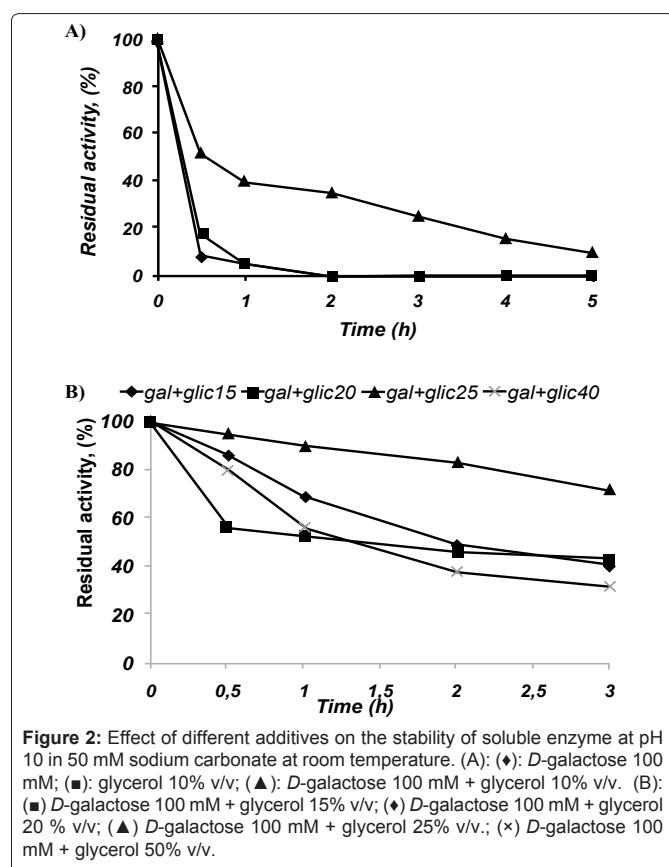 A)
Residual activity, (%)
100
80
60
40
20
0
0 1 2 3 4 5
Time (h)
B)
gal+glic15 gal+glic20 gal+glic25 gal+glic40
Residual activity, (%)
100
80
60
40
20
0
0 0,5 1 1,5 2 2,5 3
Time (h)
Figure 2: Effect of different additives on the stability of soluble enzyme at pH
10 in 50 mM sodium carbonate at room temperature. (A): (♦): D-galactose 100
mM; (■): glycerol 10% v/v; (▲): D-galactose 100 mM + glycerol 10% v/v. (B):
(■) D-galactose 100 mM + glycerol 15% v/v; (♦) D-galactose 100 mM + glycerol
20 % v/v; (▲) D-galactose 100 mM + glycerol 25% v/v.; (×) D-galactose 100
mM + glycerol 50% v/v.